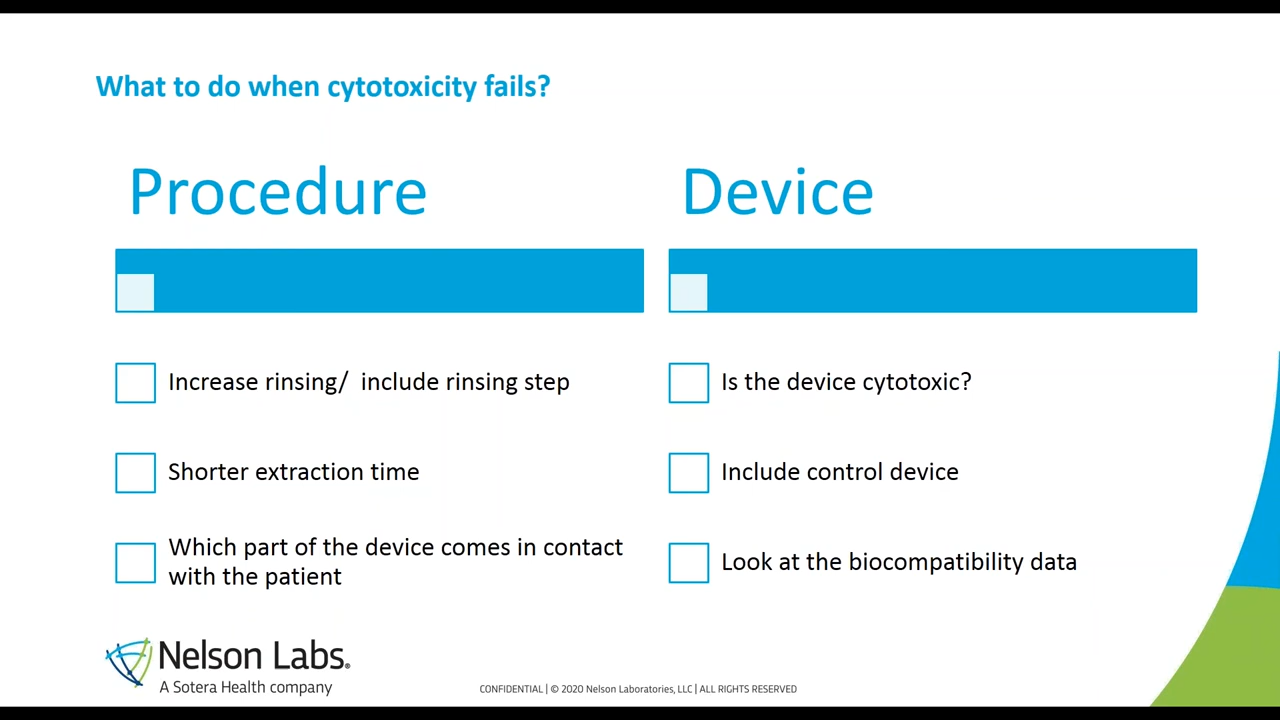 What to do when cytotoxicity fails?
Procedure
Increase rinsing/  include rinsing step
Shorter extraction time
Which part of the device comes in contact
with the patient
Device
Is the device cytotoxic?
Include control device
Look at the biocompatibility data
Nelson Labs®
A Sotera Health company
CONFIDENTIAL | © 2020 Nelson Laboratories, LLC | ALL RIGHTS RESERVED